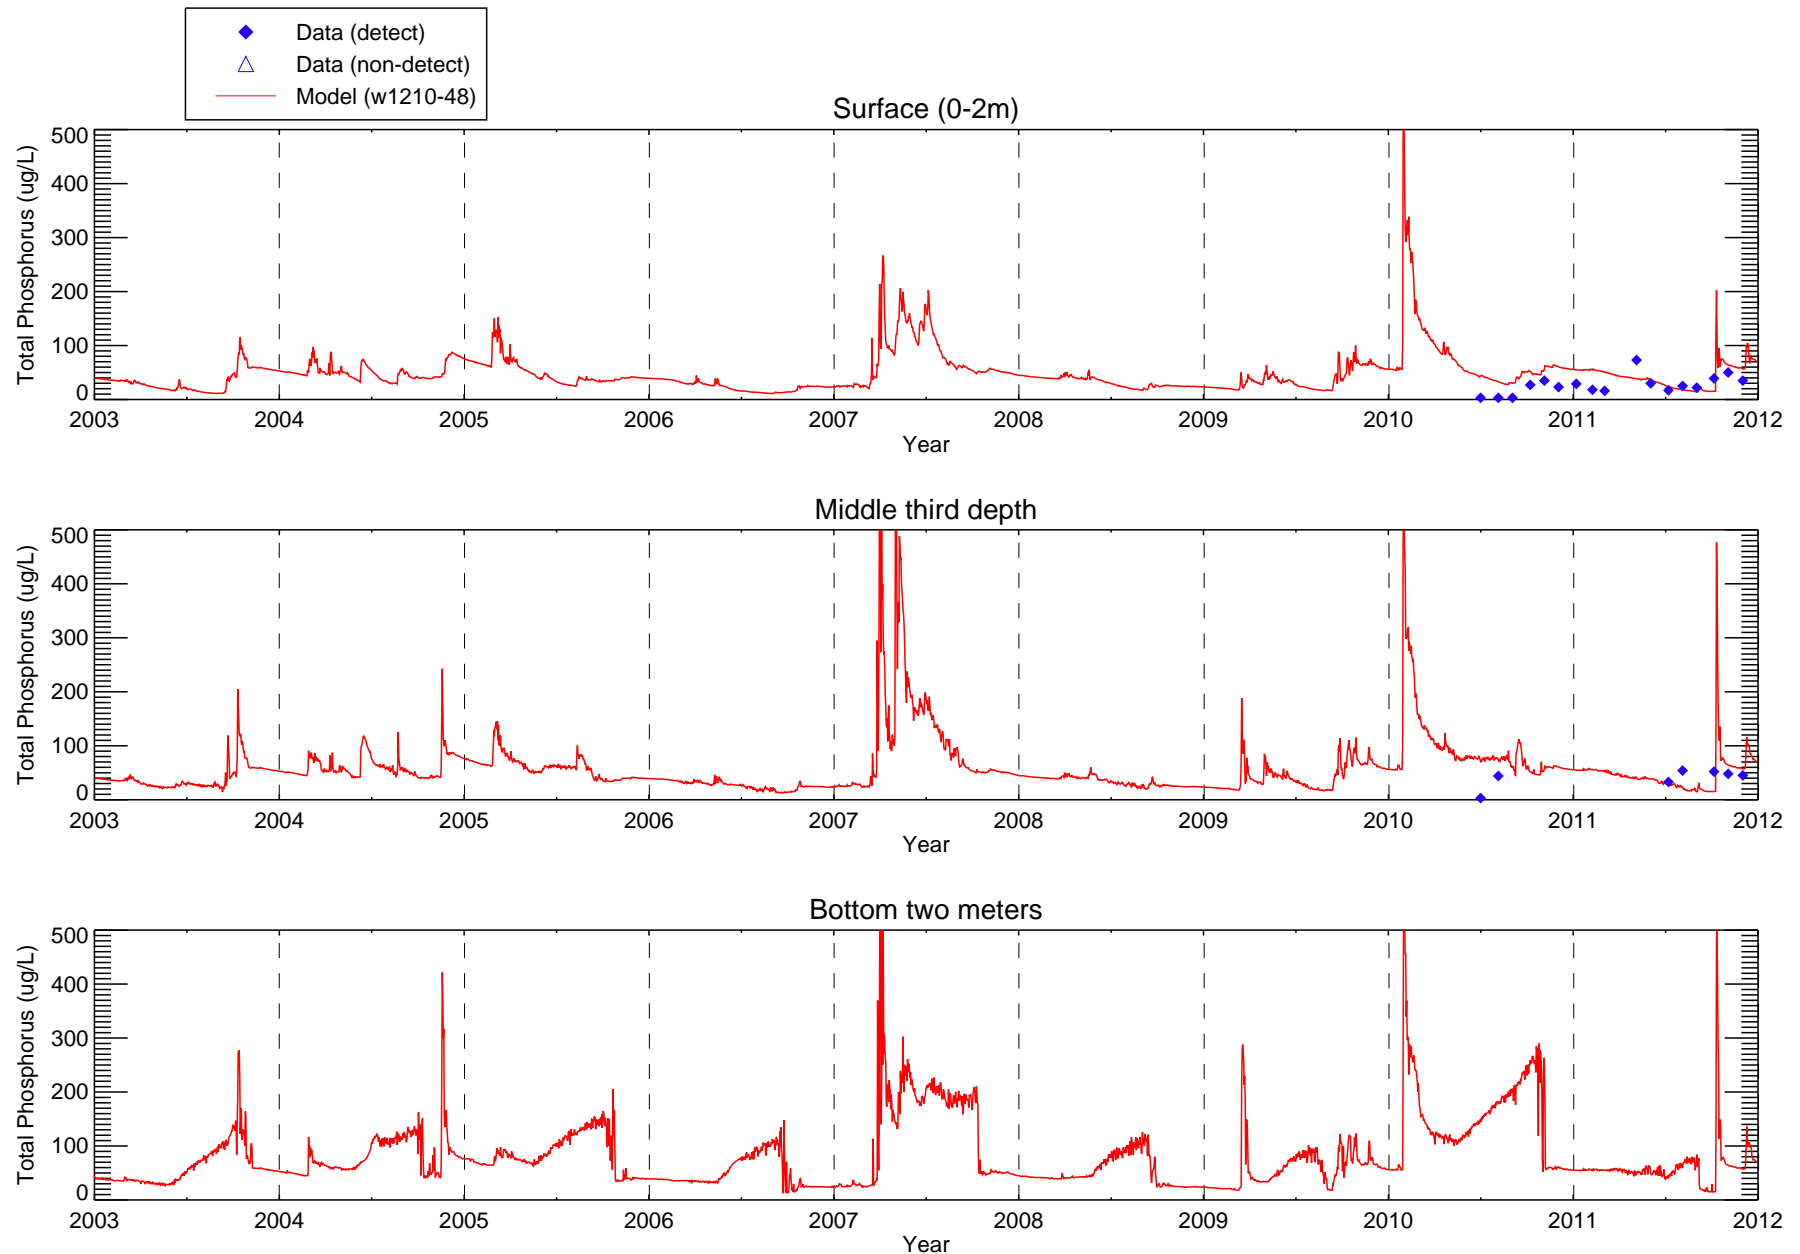 Data (detect)
Data (non-detect)
Model (w1210-48)
Surface (0-2m)
Total Phosphorus (ug/L)
500
400
300
200
100
0
2003 2004 2005 2006 2007 2008 2009 2010 2011 2012
Year
Middle third depth
Total Phosphorus (ug/L)
500
400
300
200
100
0
2003 2004 2005 2006 2007 2008 2009 2010 2011 2012
Year
Bottom two meters
Total Phosphorus (ug/L)
500
400
300
200
100
0
2003 2004 2005 2006 2007 2008 2009 2010 2011 2012
Year